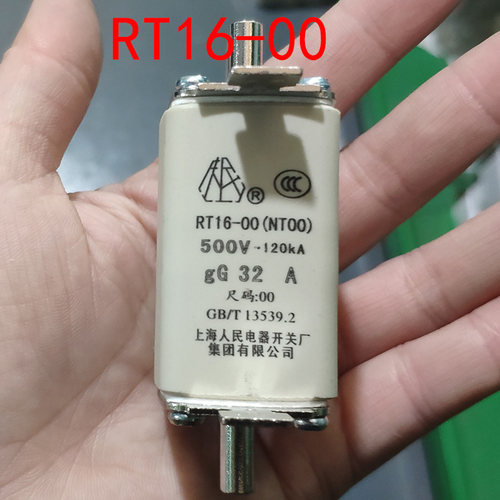 RT16-00
®
CCC
RT16-00(NT00)
500V~120kA
gG 32 A
尺码:00
GB/T 13539.2
上海人民电器开关厂
集团有限公司